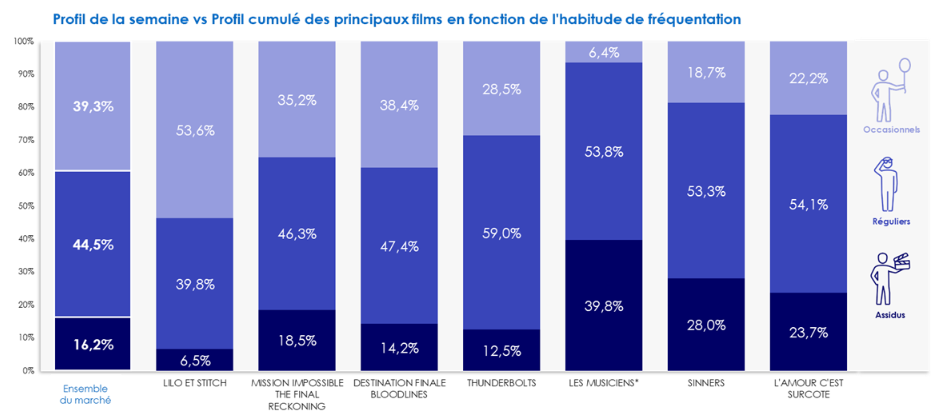 Profil de la semaine vs Profil cumulé des principaux films en fonction de l'habitude de fréquentation
100%
90%
80%
70%
60%
50%
40%
30%
20%
10%
0%
39,3%
44,5%
16,2%
53,6%
39,8%
6,5%
35,2%
46,3%
18,5%
38,4%
47,4%
14,2%
28,5%
59,0%
12,5%
6,4%
53,8%
39,8%
18,7%
53,3%
28,0%
22,2%
54,1%
23,7%
Ensemble
du marché
LILO ET STITCH
MISSION IMPOSSIBLE
THE FINAL
RECKONING
DESTINATION FINALE
BLOODLINES
THUNDERBOLTS
LES MUSICIENS*
SINNERS
L'AMOUR C'EST
SURCOTE
Occasionnels
Réguliers
Assidus